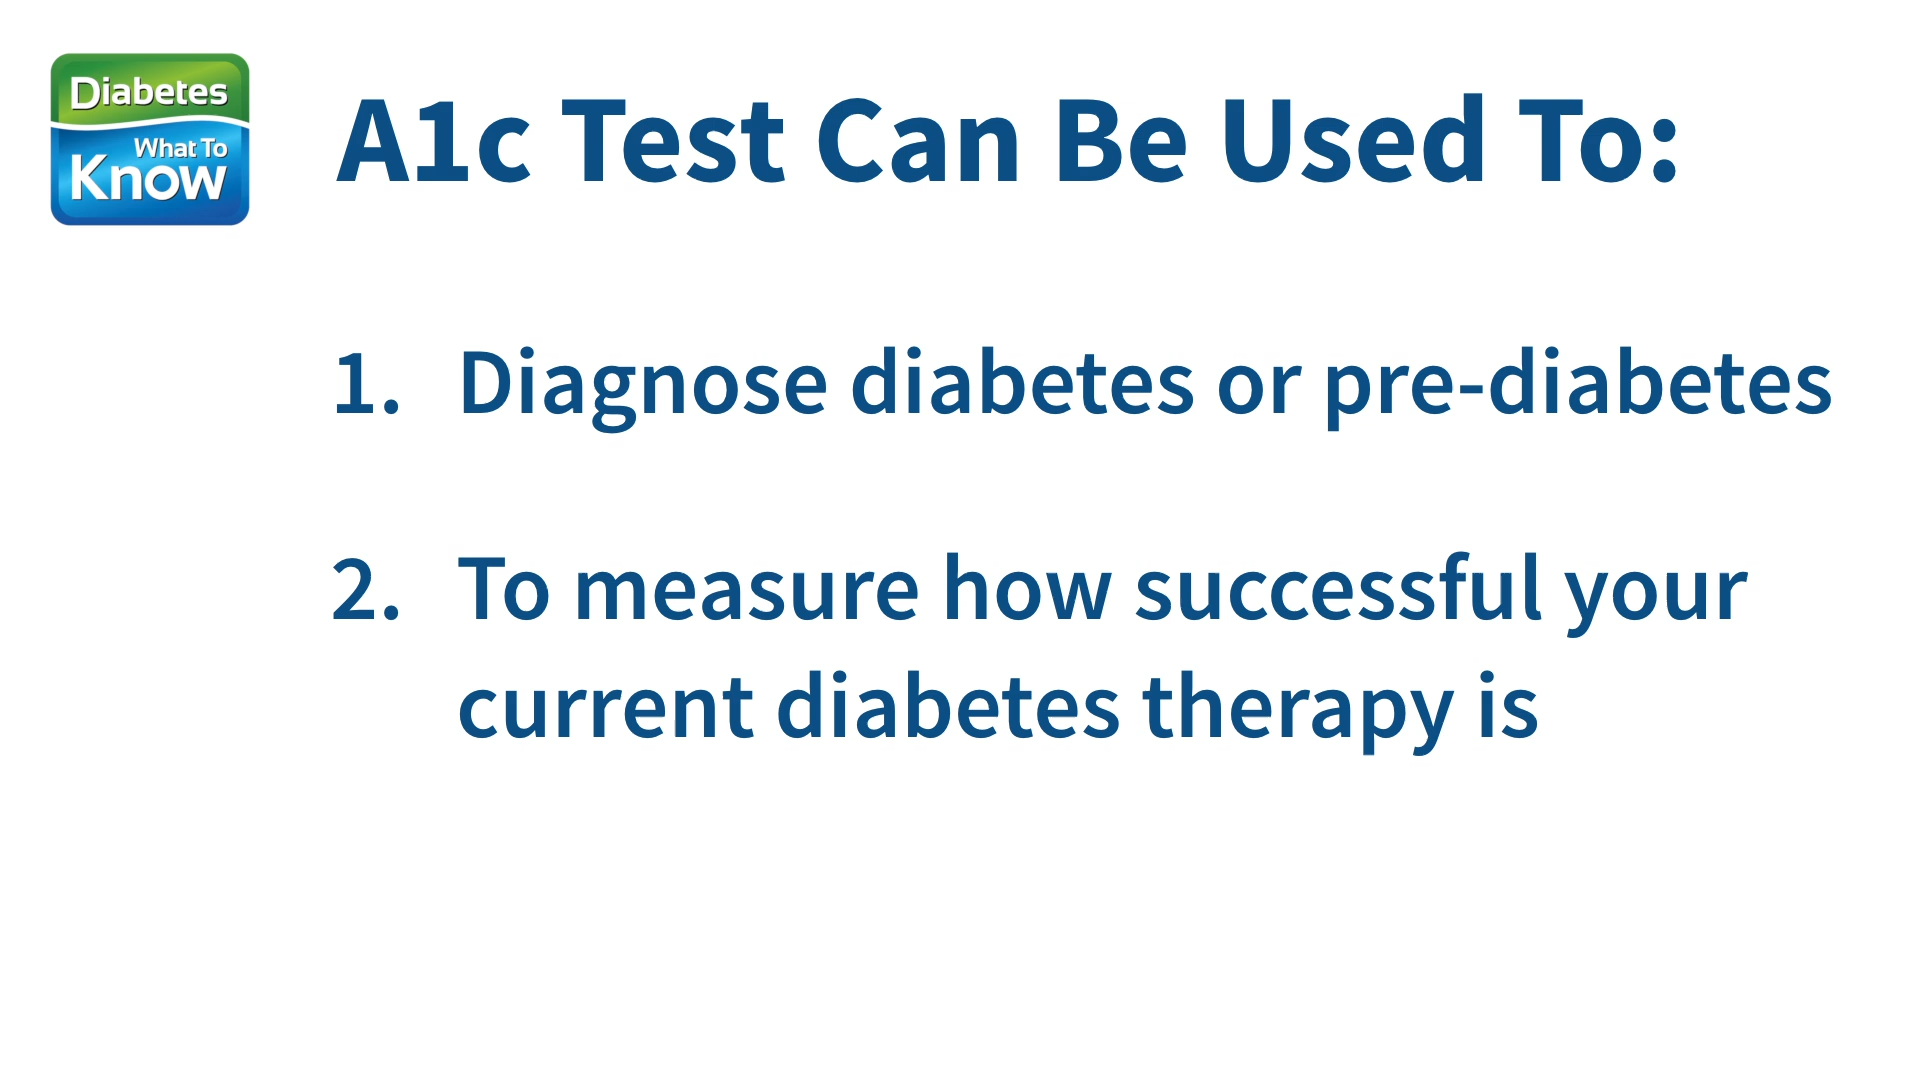 Diabetes
What To
Know
A1c Test Can Be Used To:
1. Diagnose diabetes or pre-diabetes
2. To measure how successful your
current diabetes therapy is